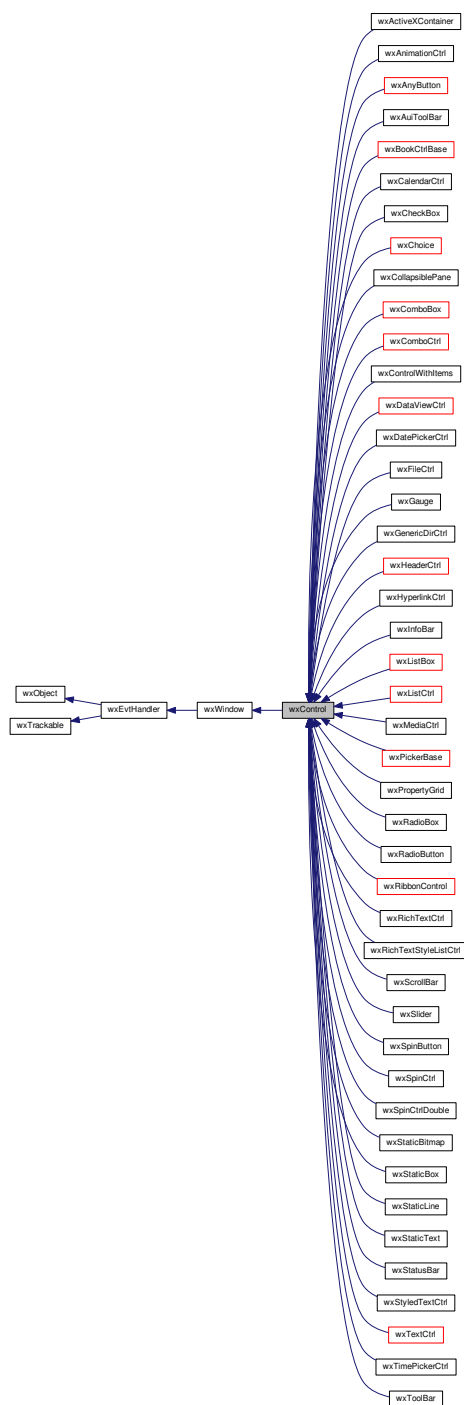 wxActiveXContainer
wxAnimationCtrl
wxAnyButton
wxAuiToolBar
wxBookCtrlBase
wxCalendarCtrl
wxCheckBox
wxChoice
wxCollapsiblePane
wxComboBox
wxComboCtrl
wxControlWithItems
wxDataViewCtrl
wxDatePickerCtrl
wxFileCtrl
wxGauge
wxGenericDirCtrl
wxHeaderCtrl
wxHyperlinkCtrl
wxInfoBar
wxListBox
wxObject
wxListCtrl
wxEvtHandler
wxWindow
wxControl
wxTrackable
wxMediaCtrl
wxPickerBase
wxPropertyGrid
wxRadioBox
wxRadioButton
wxRibbonControl
wxRichTextCtrl
wxRichTextStyleListCtrl
wxScrollBar
wxSlider
wxSpinButton
wxSpinCtrl
wxSpinCtrlDouble
wxStaticBitmap
wxStaticBox
wxStaticLine
wxStaticText
wxStatusBar
wxStyledTextCtrl
wxTextCtrl
wxTimePickerCtrl
wxToolBar